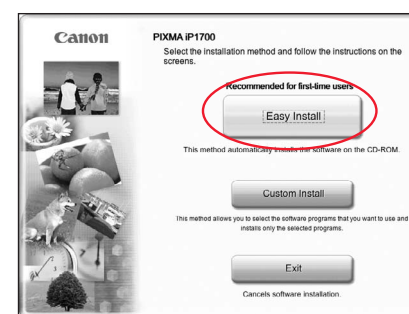 Canon
PIXMA iP1700
Select the installation method and follow the instructions on the
screens.
Recommended for first-time users
Easy Install
This method automatically installs the software on the CD-ROM.
Custom Install
This method allows you to select the software programs that you want to use and
installs only the selected programs.
Exit
Cancels software installation.